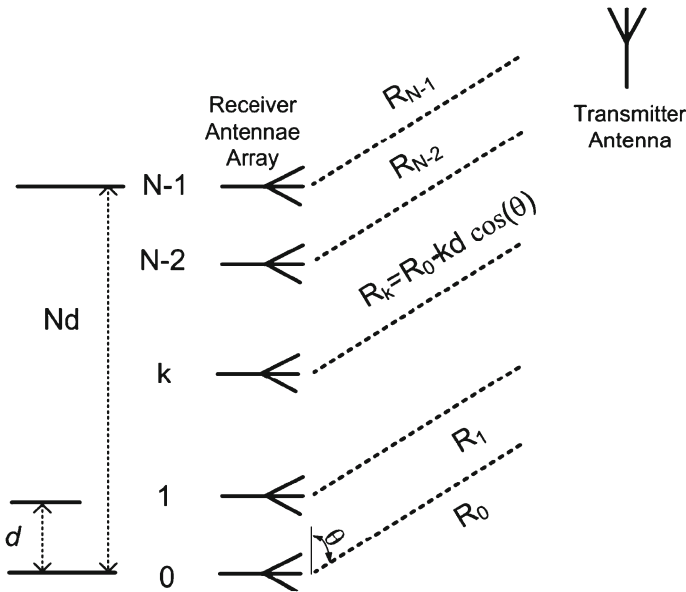 Receiver
Antennae
Array
Transmitter
Antenna
R_{N-1}
N-1
R_{N-2}
N-2
R_k=R_0-kd cos(θ)
Nd
k
R_1
1
R_0
d
θ
0